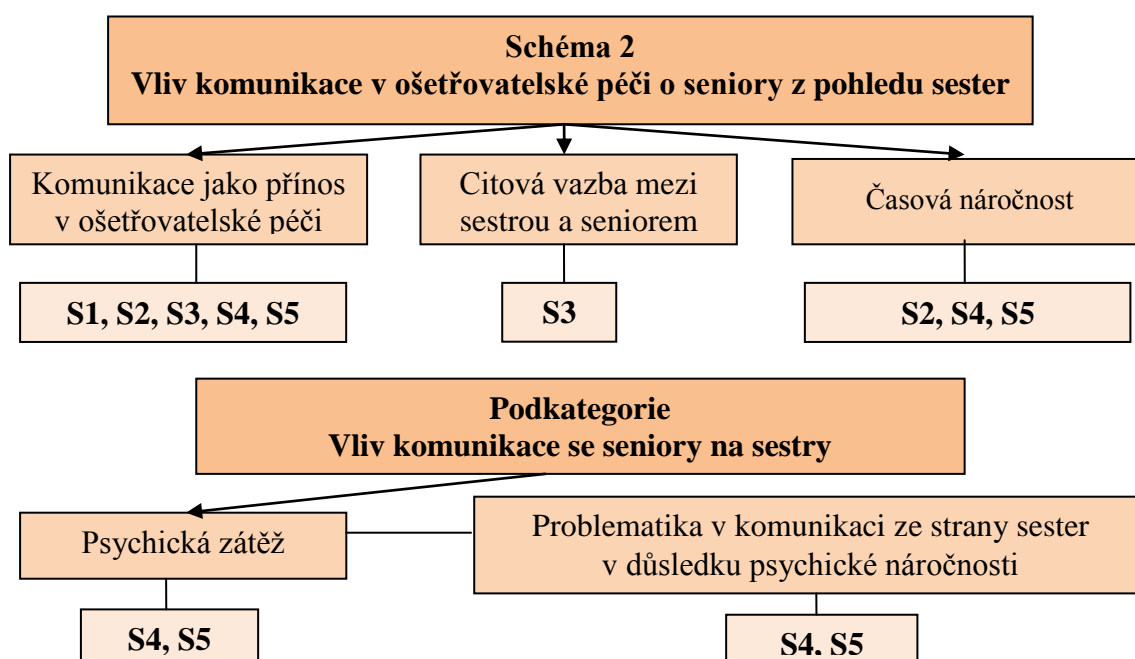 Schéma 2
Vliv komunikace v ošetřovatelské péči o seniory z pohledu sester
Komunikace jako přínos
v ošetřovatelské péči
Citová vazba mezi
sestrou a seniorem
Časová náročnost
S1, S2, S3, S4, S5
S3
S2, S4, S5
Podkategorie
Vliv komunikace se seniory na sestry
Psychická zátěž
Problematika v komunikaci ze strany sester
v důsledku psychické náročnosti
S4, S5
S4, S5